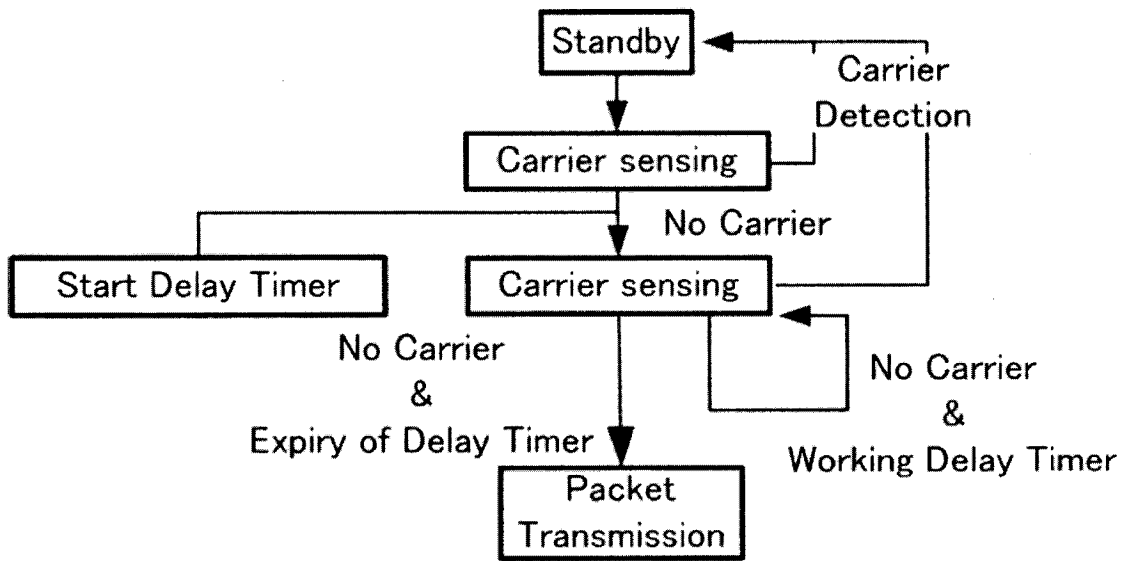 Standby
Carrier
Detection
Carrier sensing
No Carrier
Start Delay Timer
Carrier sensing
No Carrier
&
Expiry of Delay Timer
No Carrier
&
Working Delay Timer
Packet
Transmission